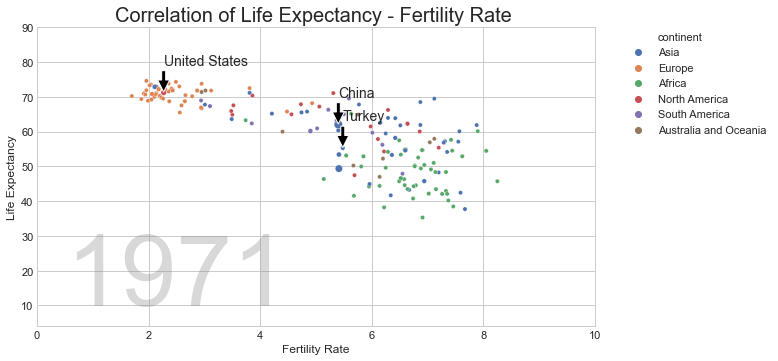 Correlation of Life Expectancy - Fertility Rate
90
80
70
60
50
40
30
20
10
Life Expectancy
United States
China
Turkey
1971
0
2
4
6
8
10
Fertility Rate
continent
Asia
Europe
Africa
North America
South America
Australia and Oceania